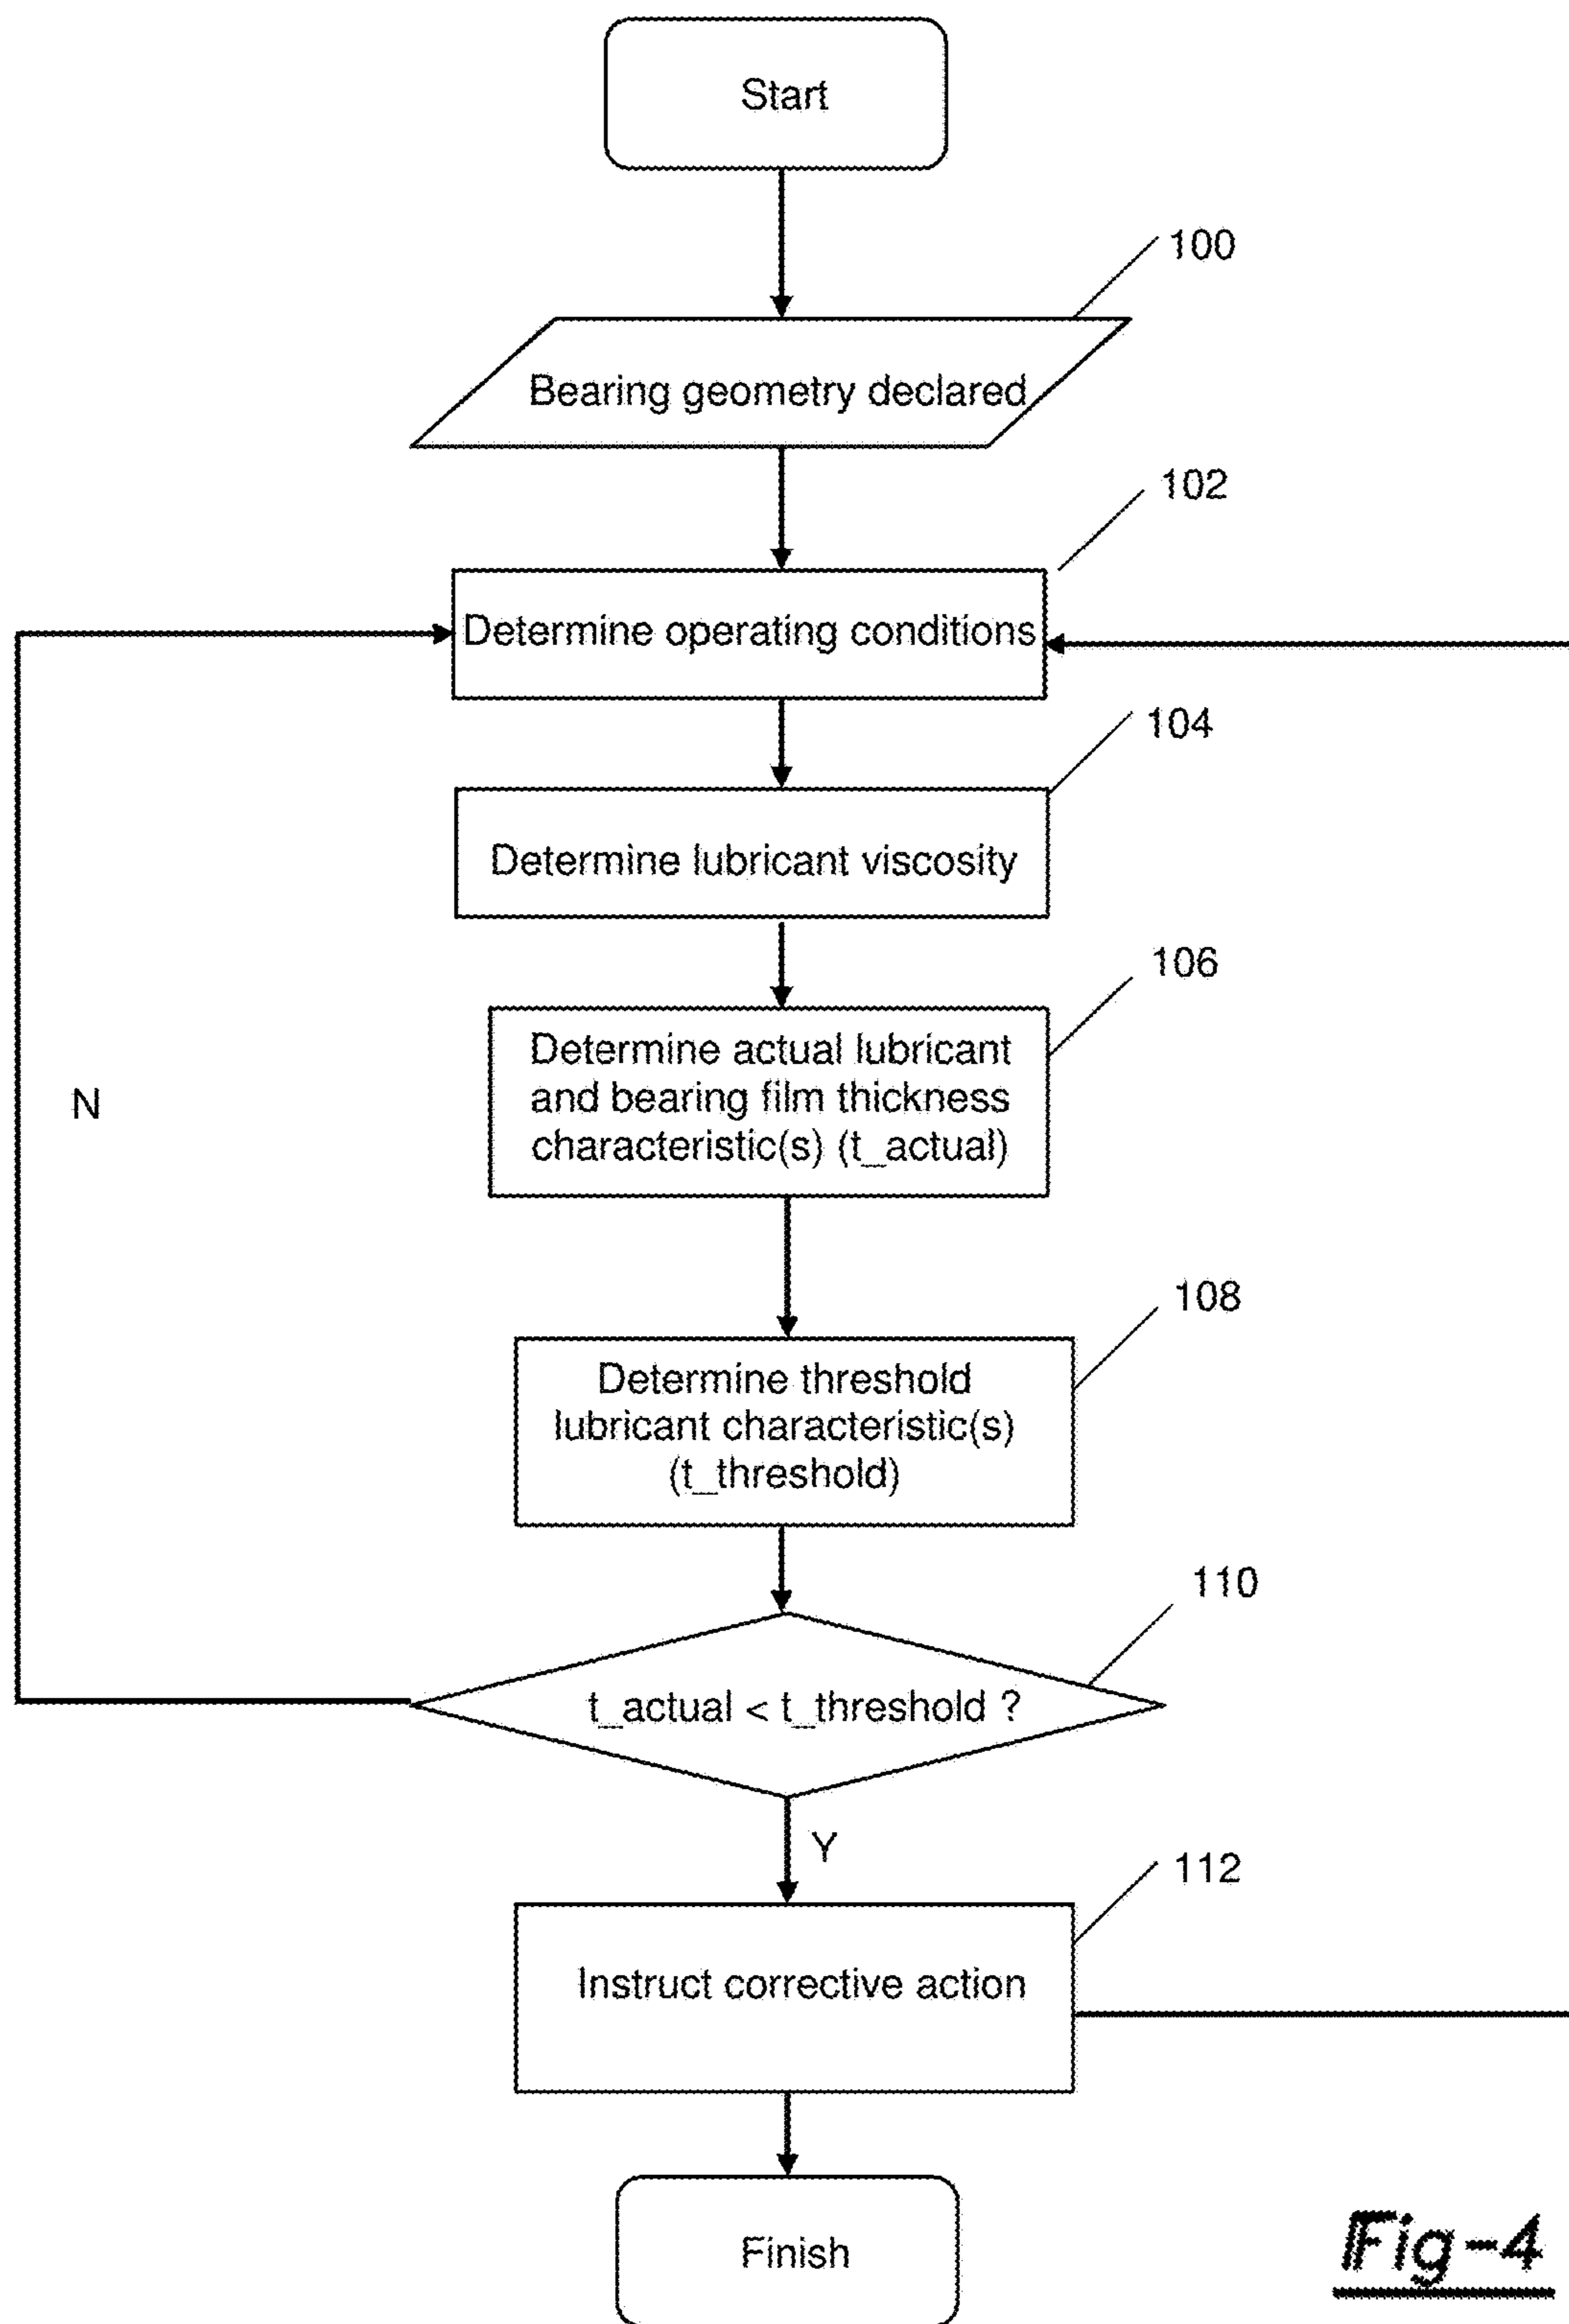 Start
100
Bearing geometry declared
102
Determine operating conditions
104
Determine lubricant viscosity
106
Determine actual lubricant
and bearing film thickness
characteristic(s) (t_actual)
N
108
Determine threshold
lubricant characteristic(s)
(t_threshold)
110
t_actual < t_threshold ?
Y
112
Instruct corrective action
Finish
Fig-4